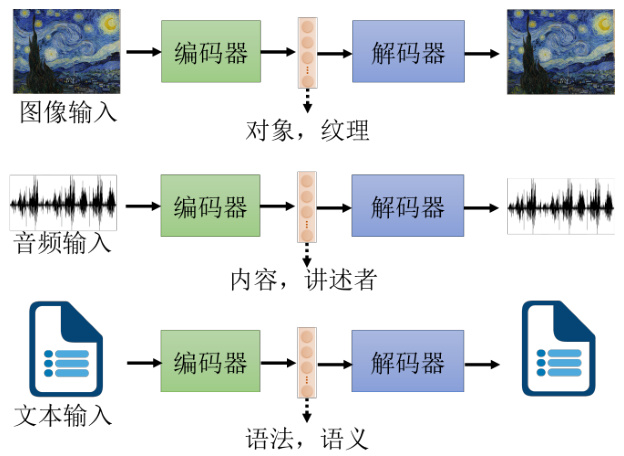 编码器
解码器
图像输入
对象，纹理
编码器
解码器
音频输入
内容，讲述者
编码器
解码器
文本输入
语法，语义